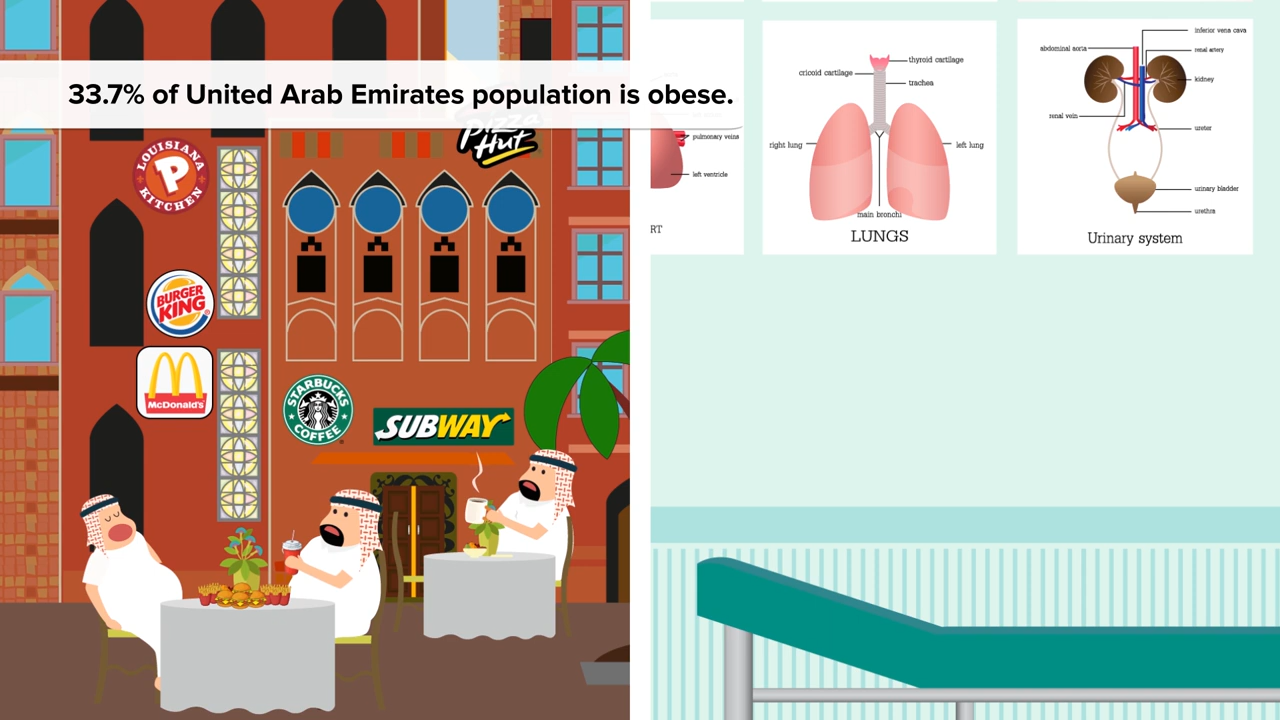 33.7% of United Arab Emirates population is obese.
Pizza
Hut
LOUISIANA
P
KITCHEN
BURGER
KING
McDonald's
STARBUCKS
COFFEE
SUBWAY
pulmonary veins
left ventricle
RT
thyroid cartilage
cricoid cartilage
trachea
right lung
left lung
main bronchi
LUNGS
inferior vena cava
abdominal aorta
renal artery
kidney
renal vein
ureter
urinary bladder
urethra
Urinary system